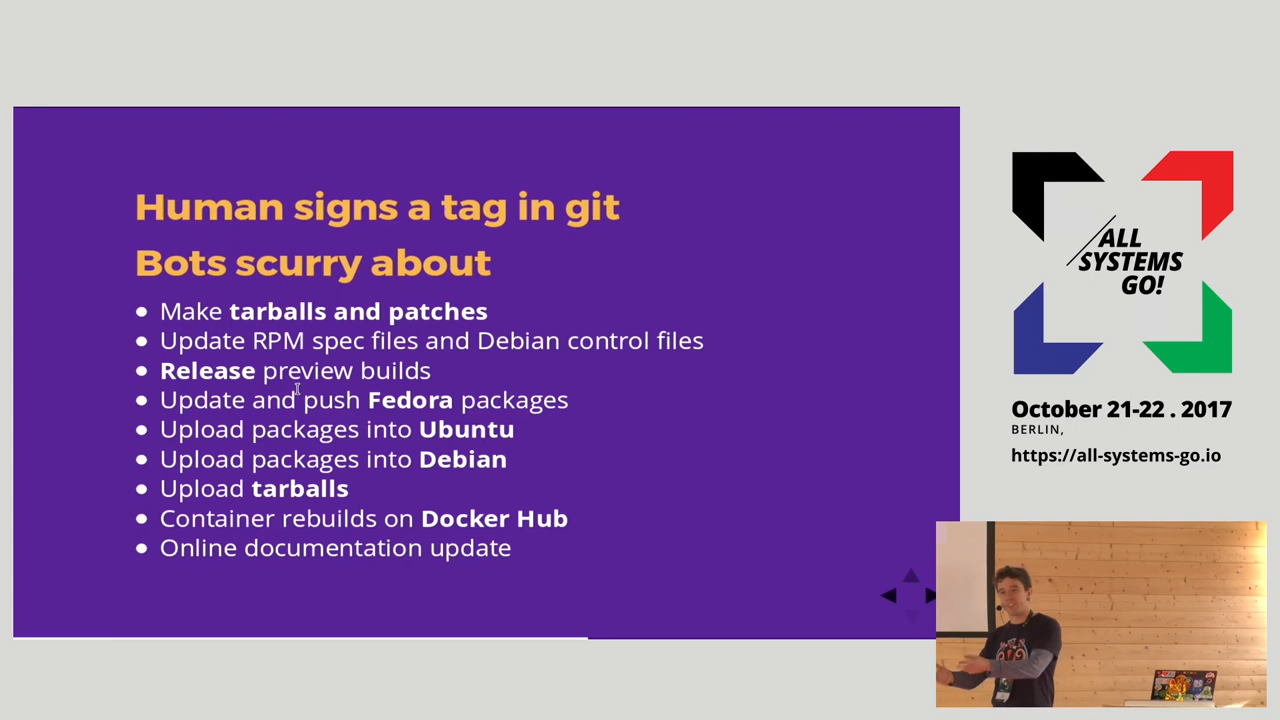 Human signs a tag in git
Bots scurry about
Make tarballs and patches
Update RPM spec files and Debian control files
Release preview builds
Update and push Fedora packages
Upload packages into Ubuntu
Upload packages into Debian
Upload tarballs
Container rebuilds on Docker Hub
Online documentation update
ALL
SYSTEMS
GO!
October 21-22 . 2017
BERLIN,
https://all-systems-go.io